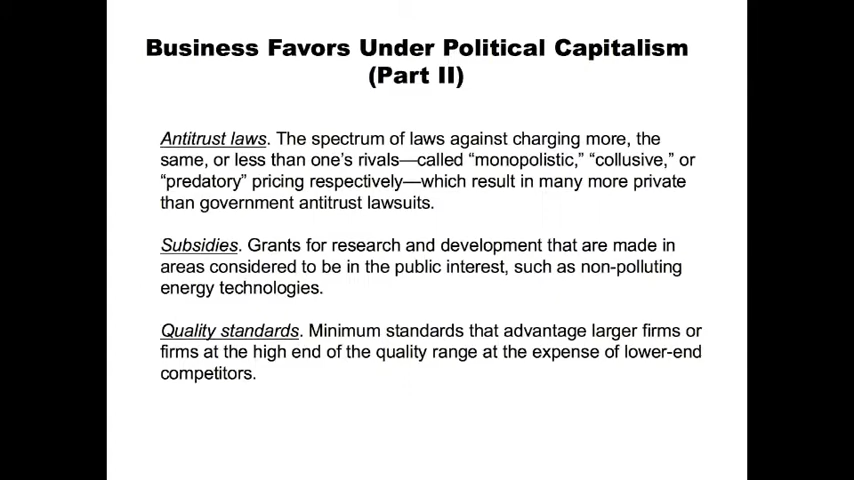 Business Favors Under Political Capitalism
(Part II)
Antitrust laws. The spectrum of laws against charging more, the
same, or less than one’s rivals—called “monopolistic,” “collusive,” or
“predatory” pricing respectively—which result in many more private
than government antitrust lawsuits.
Subsidies. Grants for research and development that are made in
areas considered to be in the public interest, such as non-polluting
energy technologies.
Quality standards. Minimum standards that advantage larger firms or
firms at the high end of the quality range at the expense of lower-end
competitors.